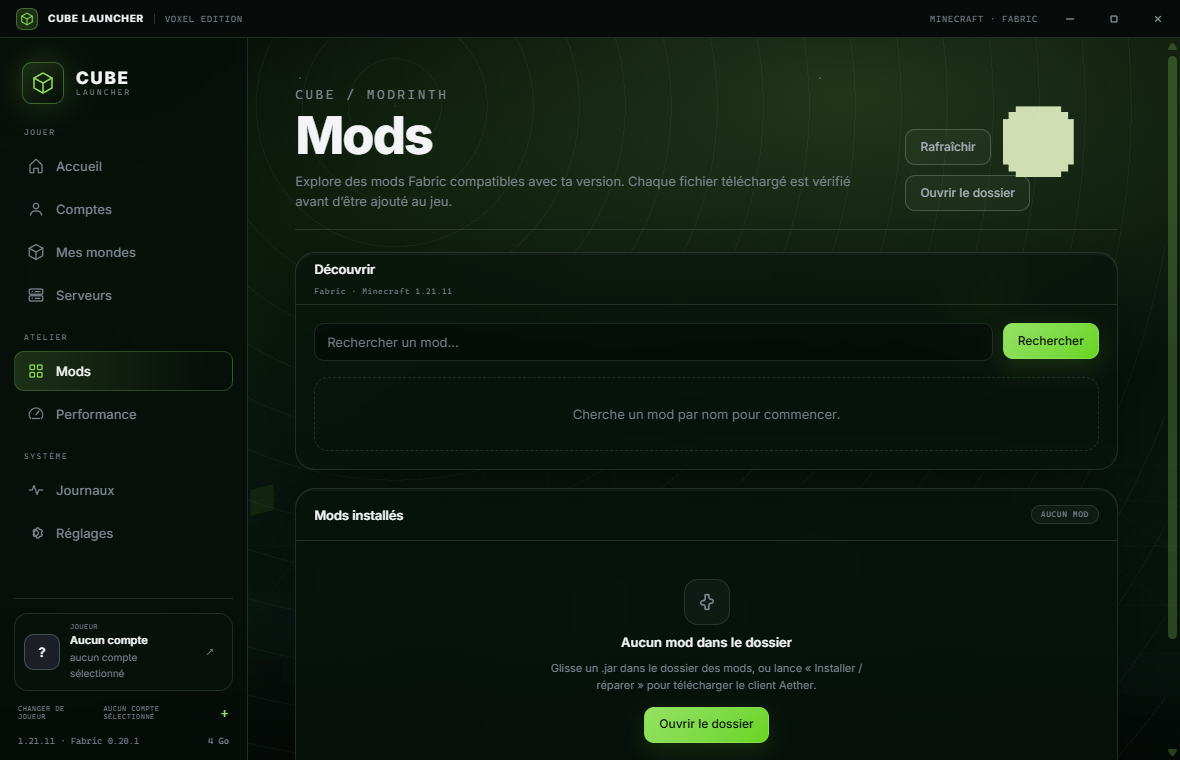 CUBE LAUNCHER
VOXEL EDITION
MINECRAFT · FABRIC
CUBE
LAUNCHER
JOUER
Accueil
Comptes
Mes mondes
Serveurs
ATELIER
Mods
Performance
SYSTÈME
Journaux
Réglages
?
JOUEUR
Aucun compte
aucun compte
sélectionné
↗
CHANGER DE
JOUEUR
AUCUN COMPTE
SÉLECTIONNÉ
+
1.21.11 · Fabric 0.20.1
4 Go
CUBE / MODRINTH
Mods
Explore des mods Fabric compatibles avec ta version. Chaque fichier téléchargé est vérifié
avant d’être ajouté au jeu.
Rafraîchir
Ouvrir le dossier
Découvrir
Fabric · Minecraft 1.21.11
Rechercher un mod…
Rechercher
Cherche un mod par nom pour commencer.
Mods installés
AUCUN MOD
Aucun mod dans le dossier
Glisse un .jar dans le dossier des mods, ou lance « Installer /
réparer » pour télécharger le client Aether.
Ouvrir le dossier